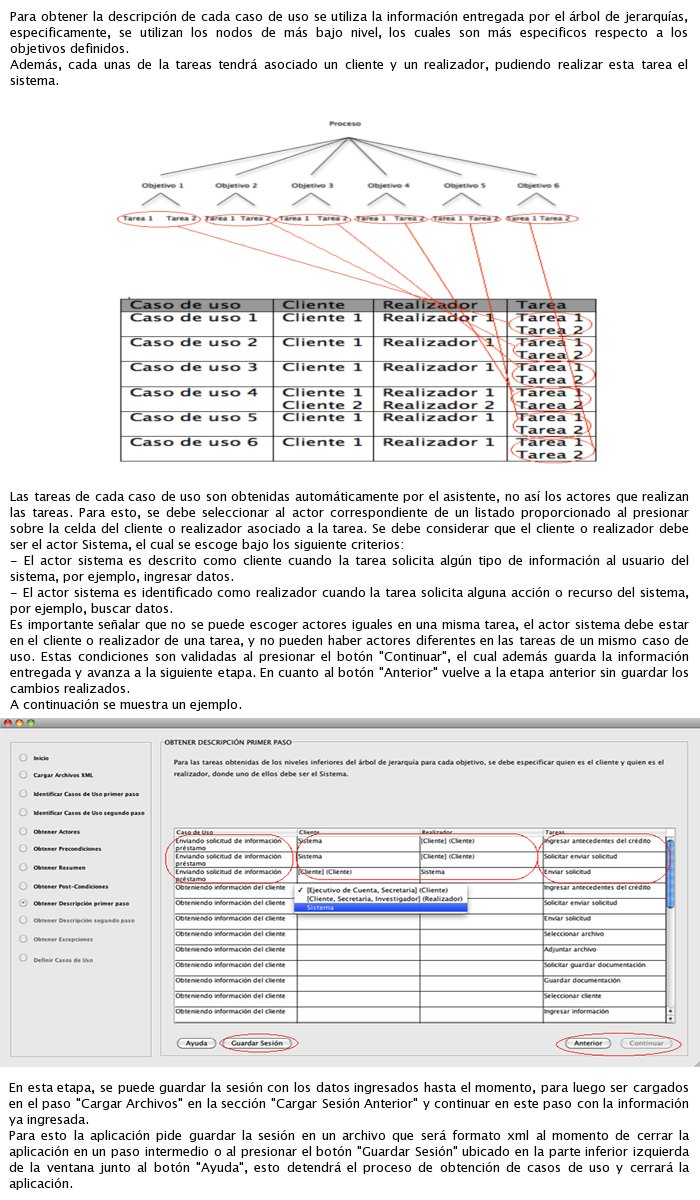 Para obtener la descripción de cada caso de uso se utiliza la información entregada por el árbol de jerarquías,
especificamente, se utilizan los nodos de más bajo nivel, los cuales son más especificos respecto a los
objetivos definidos.
Además, cada unas de la tareas tendrá asociado un cliente y un realizador, pudiendo realizar esta tarea el
sistema.
Proceso
Objetivo 1 Objetivo 2 Objetivo 3 Objetivo 4 Objetivo 5 Objetivo 6
Tarea 1 Tarea 2 Tarea 1 Tarea 2 Tarea 1 Tarea 2 Tarea 1 Tarea 2 Tarea 1 Tarea 2 Tarea 1 Tarea 2
Caso de uso Cliente Realizador Tarea
Caso de uso 1 Cliente 1 Realizador 1 Tarea 1
Tarea 2
Caso de uso 2 Cliente 1 Realizador 1 Tarea 1
Tarea 2
Caso de uso 3 Cliente 1 Realizador 1 Tarea 1
Tarea 2
Caso de uso 4 Cliente 1 Realizador 1 Tarea 1
Cliente 2 Realizador 2 Tarea 2
Caso de uso 5 Cliente 1 Realizador 1 Tarea 1
Tarea 2
Caso de uso 6 Cliente 1 Realizador 1 Tarea 1
Tarea 2
Las tareas de cada caso de uso son obtenidas automáticamente por el asistente, no así los actores que realizan
las tareas. Para esto, se debe seleccionar al actor correspondiente de un listado proporcionado al presionar
sobre la celda del cliente o realizador asociado a la tarea. Se debe considerar que el cliente o realizador debe
ser el actor Sistema, el cual se escoge bajo los siguiente criterios:
- El actor sistema es descrito como cliente cuando la tarea solicita algún tipo de información al usuario del
sistema, por ejemplo, ingresar datos.
- El actor sistema es identificado como realizador cuando la tarea solicita alguna acción o recurso del sistema,
por ejemplo, buscar datos.
Es importante señalar que no se puede escoger actores iguales en una misma tarea, el actor sistema debe estar
en el cliente o realizador de una tarea, y no pueden haber actores diferentes en las tareas de un mismo caso de
uso. Estas condiciones son validadas al presionar el botón "Continuar", el cual además guarda la información
entregada y avanza a la siguiente etapa. En cuanto al botón "Anterior" vuelve a la etapa anterior sin guardar los
cambios realizados.
A continuación se muestra un ejemplo.
Inicio
Cargar Archivos XML
Identificar Casos de Uso primer paso
Identificar Casos de Uso segundo paso
Obtener Actores
Obtener Precondiciones
Obtener Resumen
Obtener Post-Condiciones
Obtener Descripción primer paso
Obtener Descripción segundo paso
Obtener Excepciones
Definir Casos de Uso
OBTENER DESCRIPCIÓN PRIMER PASO
Para las tareas obtenidas de los niveles inferiores del árbol de jerarquía para cada objetivo, se debe especificar quien es el cliente y quien es el
realizador, donde uno de ellos debe ser el Sistema.
Caso de Uso Cliente Realizador Tareas
Enviando solicitud de información préstamo Sistema [Cliente] (Cliente) Ingresar antecedentes del crédito
Enviando solicitud de información préstamo Sistema [Cliente] (Cliente) Solicitar enviar solicitud
Enviando solicitud de información préstamo [Cliente] (Cliente) Sistema Enviar solicitud
Obteniendo información del cliente Ingresar antecedentes del crédito
✓ [Ejecutivo de Cuenta, Secretaria] (Cliente)
[Cliente, Secretaria, Investigador] (Realizador)
Sistema
Obteniendo información del cliente Solicitar enviar solicitud
Obteniendo información del cliente Enviar solicitud
Obteniendo información del cliente Seleccionar archivo
Obteniendo información del cliente Adjuntar archivo
Obteniendo información del cliente Solicitar guardar documentación
Obteniendo información del cliente Guardar documentación
Obteniendo información del cliente Seleccionar cliente
Obteniendo información del cliente Ingresar información
Ayuda Guardar Sesión Anterior Continuar
En esta etapa, se puede guardar la sesión con los datos ingresados hasta el momento, para luego ser cargados
en el paso "Cargar Archivos" en la sección "Cargar Sesión Anterior" y continuar en este paso con la información
ya ingresada.
Para esto la aplicación pide guardar la sesión en un archivo que será formato xml al momento de cerrar la
aplicación en un paso intermedio o al presionar el botón "Guardar Sesión" ubicado en la parte inferior izquierda
de la ventana junto al botón "Ayuda", esto detendrá el proceso de obtención de casos de uso y cerrará la
aplicación.